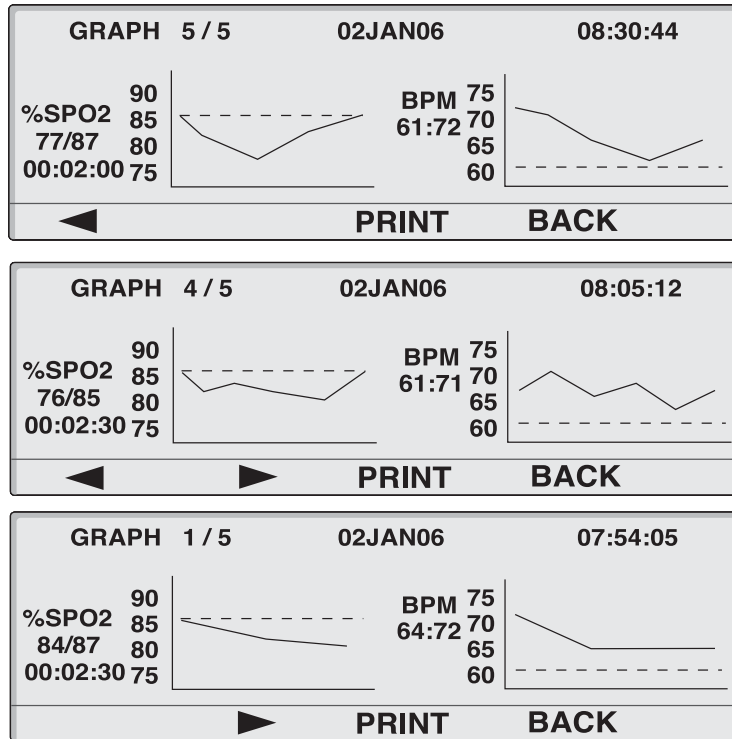 GRAPH 5 / 5 02JAN06 08:30:44
%SPO2
77/87
00:02:00
90
85
80
75
BPM
61:72
75
70
65
60
PRINT BACK
GRAPH 4 / 5 02JAN06 08:05:12
%SPO2
76/85
00:02:30
90
85
80
75
BPM
61:71
75
70
65
60
PRINT BACK
GRAPH 1 / 5 02JAN06 07:54:05
%SPO2
84/87
00:02:30
90
85
80
75
BPM
64:72
75
70
65
60
PRINT BACK